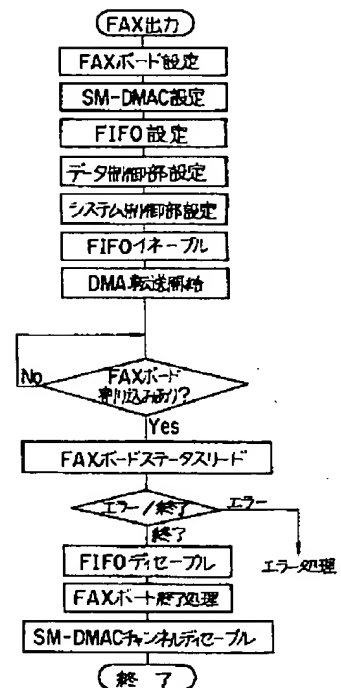 FAX出力
FAXボード設定
SM-DMAC設定
FIFO設定
データ制御部設定
システム制御部設定
FIFOイネーブル
DMA転送開始
No
FAXボード
割り込みあり?
Yes
FAXボードステータスリード
エラー/終了
エラー
終了
FIFOディセーブル
エラー処理
FAXボード終了処理
SM-DMACチャンネルディセーブル
終了